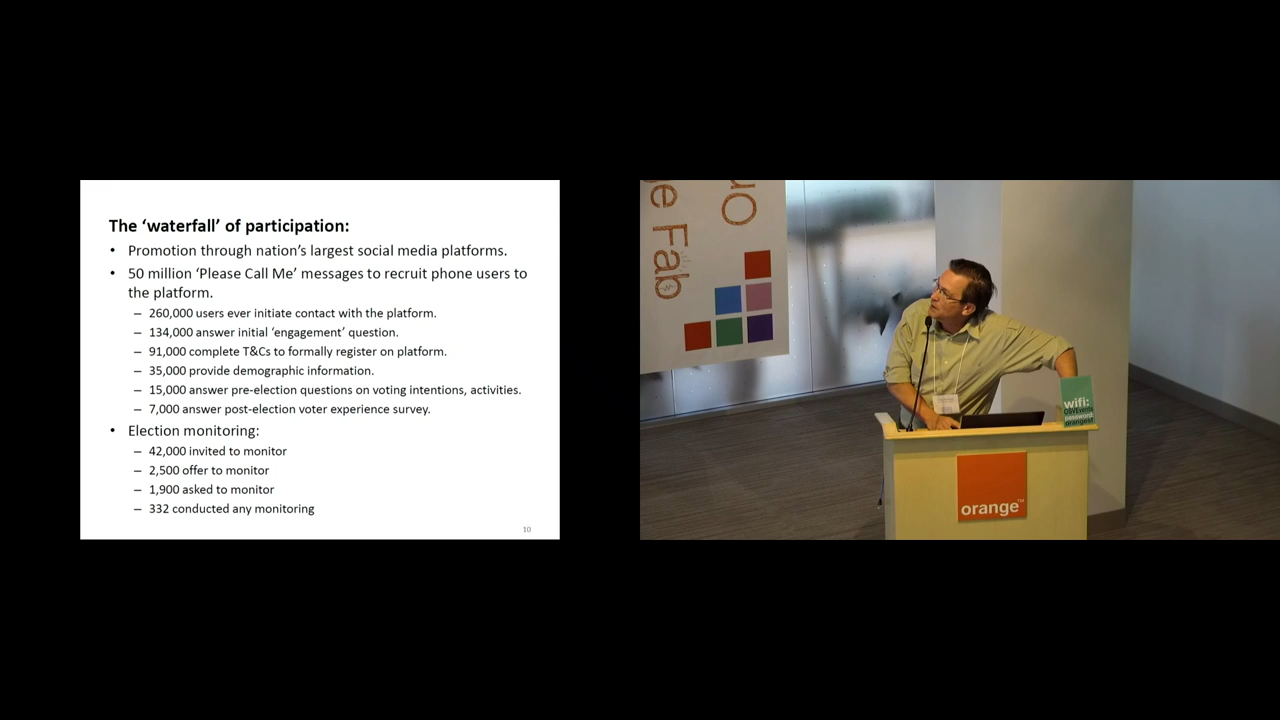 The ‘waterfall’ of participation:
• Promotion through nation’s largest social media platforms.
• 50 million ‘Please Call Me’ messages to recruit phone users to
the platform.
– 260,000 users ever initiate contact with the platform.
– 134,000 answer initial ‘engagement’ question.
– 91,000 complete T&Cs to formally register on platform.
– 35,000 provide demographic information.
– 15,000 answer pre-election questions on voting intentions, activities.
– 7,000 answer post-election voter experience survey.
• Election monitoring:
– 42,000 invited to monitor
– 2,500 offer to monitor
– 1,900 asked to monitor
– 332 conducted any monitoring
10
Fab
wifi:
password
orange™